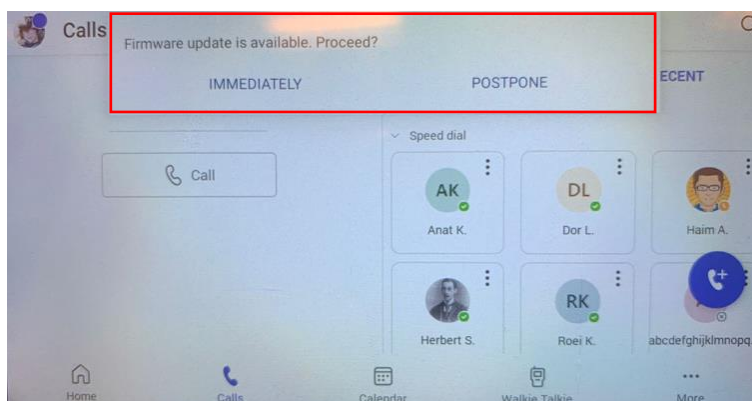 Calls
Firmware update is available. Proceed?
IMMEDIATELY
POSTPONE
ECENT
Speed dial
Call
AK
Anat K.
DL
Dor L.
Haim A.
Herbert S.
RK
Roei K.
abcdefghijklmnopq.
Home
Calls
Calendar
Walkie Talkie
More